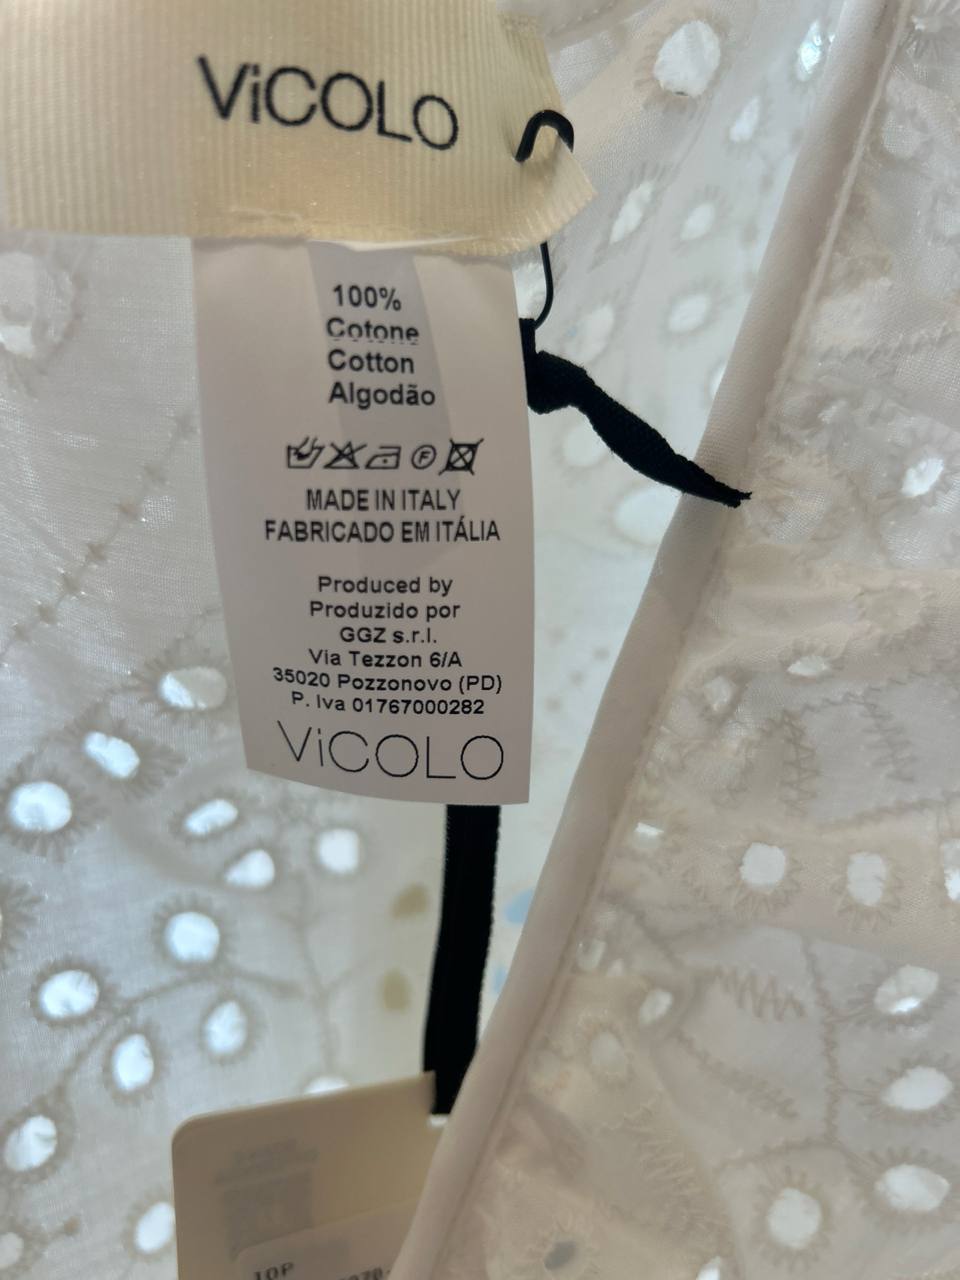 ViCOLO
100%
Cotone
Cotton
Algodão
MADE IN ITALY
FABRICADO EM ITÁLIA
Produced by
Produzido por
GGZ s.r.l.
Via Tezzon 6/A
35020 Pozzonovo (PD)
P. Iva 01767000282
ViCOLO
TOP